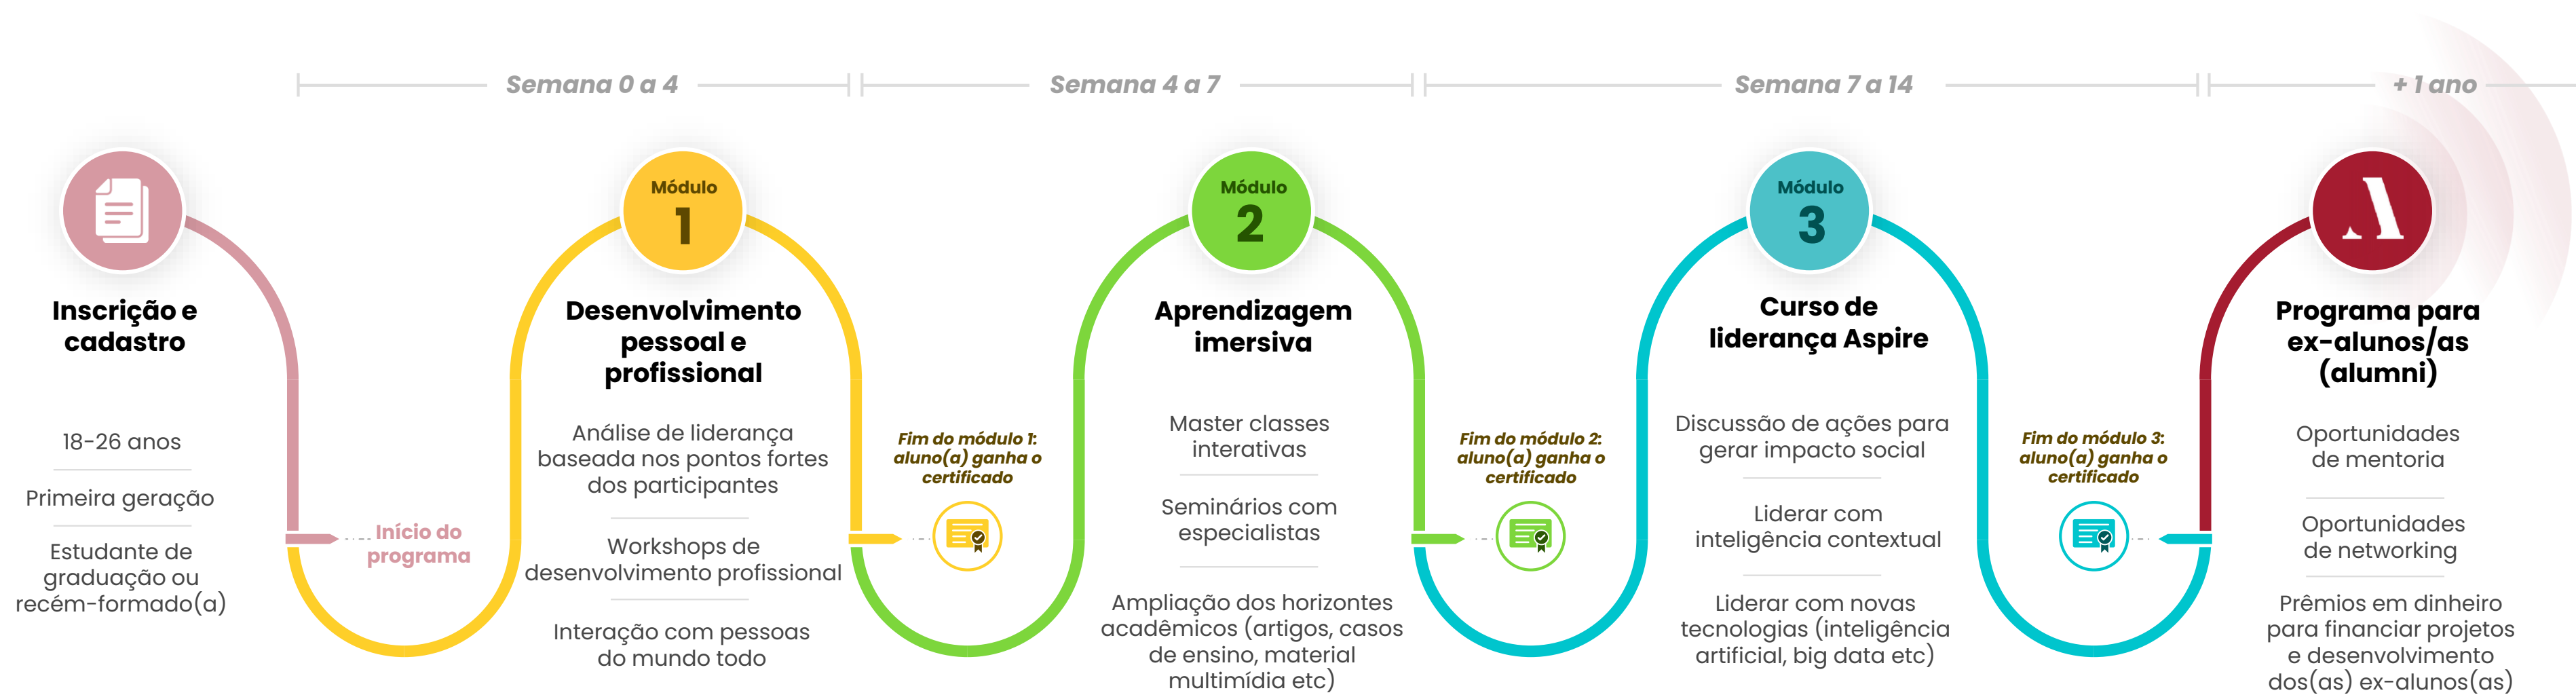 Semana 0 a 4
Semana 4 a 7
Semana 7 a 14
+ 1 ano
Inscrição e
cadastro
18-26 anos
Primeira geração
Estudante de
graduação ou
recém-formado(a)
Início do
programa
Módulo
1
Desenvolvimento
pessoal e
profissional
Análise de liderança
baseada nos pontos fortes
dos participantes
Workshops de
desenvolvimento profissional
Interação com pessoas
do mundo todo
Fim do módulo 1:
aluno(a) ganha o
certificado
Módulo
2
Aprendizagem
imersiva
Master classes
interativas
Seminários com
especialistas
Ampliação dos horizontes
acadêmicos (artigos, casos
de ensino, material
multimídia etc)
Fim do módulo 2:
aluno(a) ganha o
certificado
Módulo
3
Curso de
liderança Aspire
Discussão de ações para
gerar impacto social
Liderar com
inteligência contextual
Liderar com novas
tecnologias (inteligência
artificial, big data etc)
Fim do módulo 3:
aluno(a) ganha o
certificado
Programa para
ex-alunos/as
(alumni)
Oportunidades
de mentoria
Oportunidades
de networking
Prêmios em dinheiro
para financiar projetos
e desenvolvimento
dos(as) ex-alunos(as)